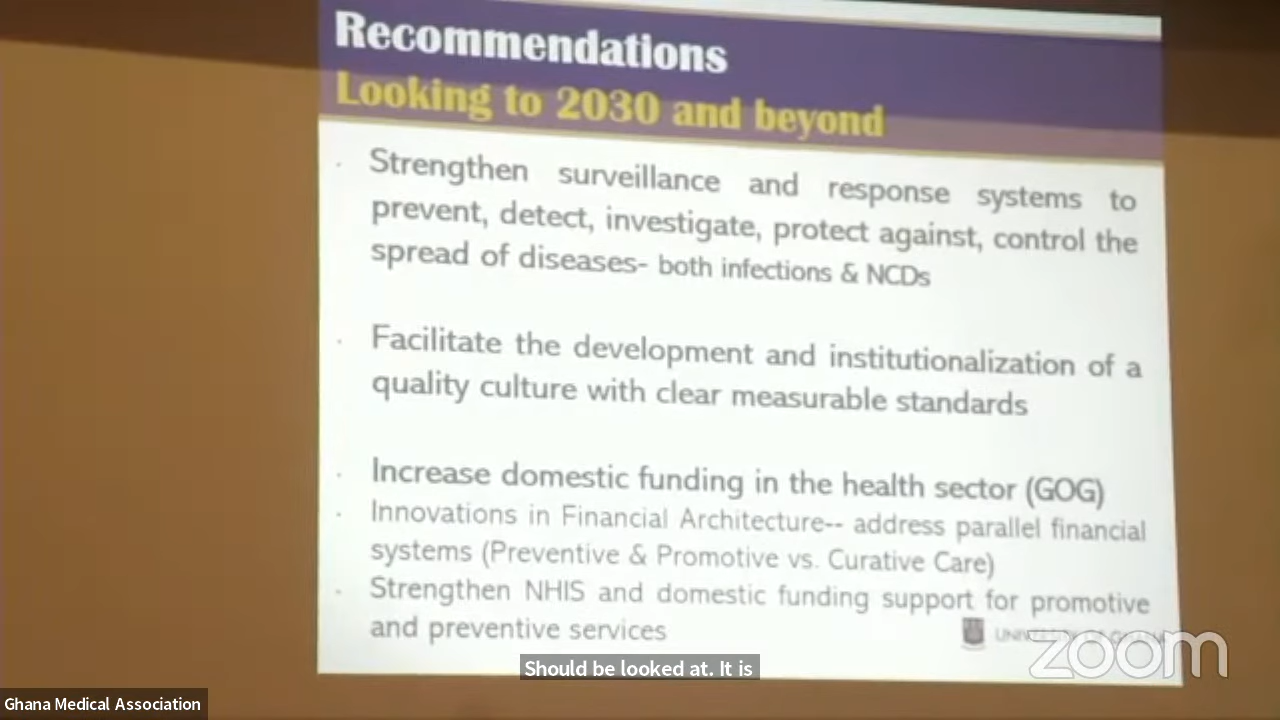 Recommendations
Looking to 2030 and beyond
· Strengthen surveillance and response systems to
prevent, detect, investigate, protect against, control the
spread of diseases- both infections & NCDs
· Facilitate the development and institutionalization of a
quality culture with clear measurable standards
· Increase domestic funding in the health sector (GOG)
· Innovations in Financial Architecture-- address parallel financial
systems (Preventive & Promotive vs. Curative Care)
· Strengthen NHIS and domestic funding support for promotive
and preventive services
UNIVERSITY OF GHANA
zoom
Should be looked at. It is
Ghana Medical Association